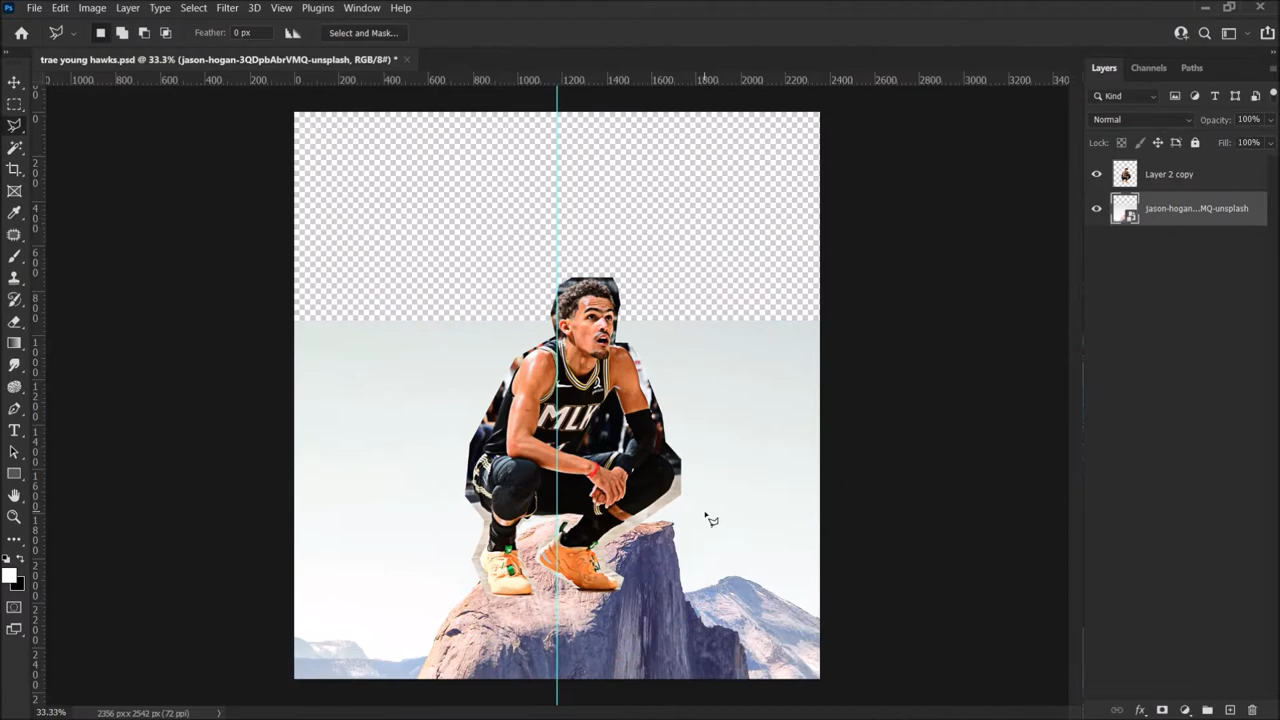 Ps File Edit Image Layer Type Select Filter 3D View Plugins Window Help
Feather: 0 px Select and Mask...
trae young hawks.psd @ 33.3% (jason-hogan-3QDpbAbrVMQ-unsplash, RGB/8#) *
1000 800 600 400 200 0 200 400 600 800 1000 1200 1400 1600 1800 2000 2200 2400 2600 2800 3000 3200
Layers Channels Paths
Kind
Normal Opacity: 100%
Lock: Fill: 100%
Layer 2 copy
jason-hogan...MQ-unsplash
MLK
33.33% 2356 px x 2542 px (72 ppi)